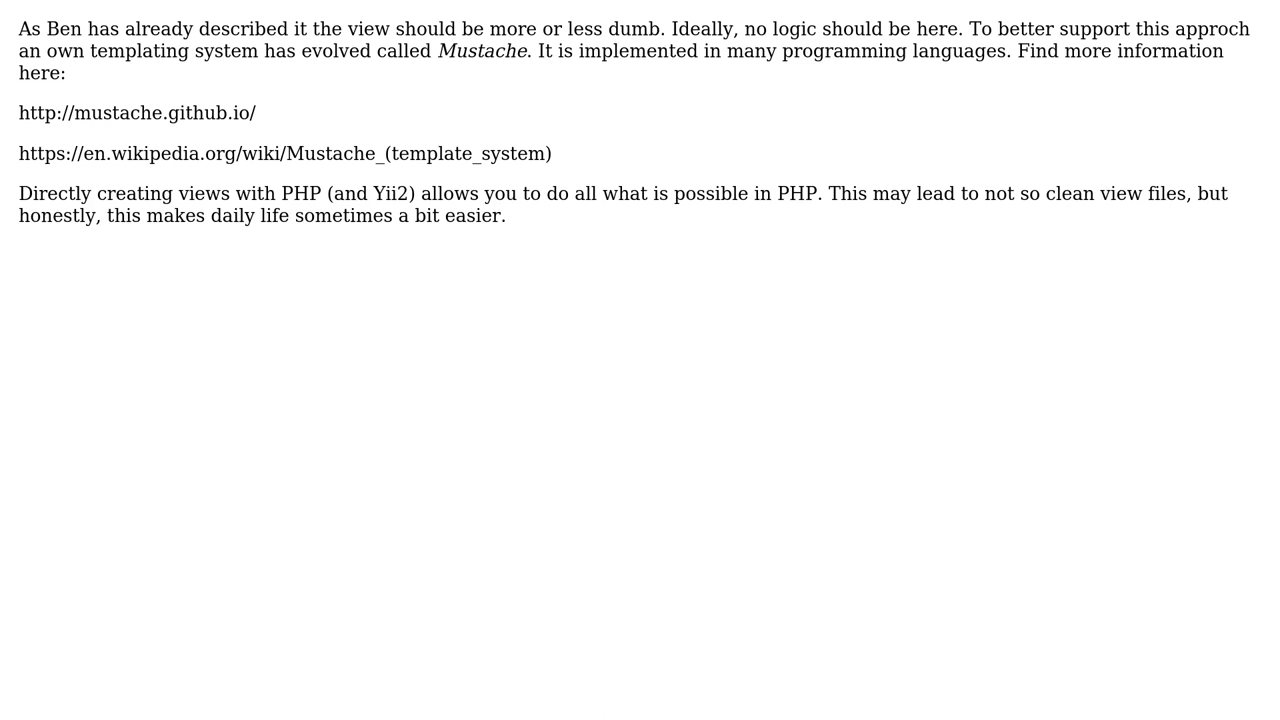 As Ben has already described it the view should be more or less dumb. Ideally, no logic should be here. To better support this approch
an own templating system has evolved called Mustache. It is implemented in many programming languages. Find more information
here:
http://mustache.github.io/
https://en.wikipedia.org/wiki/Mustache_(template_system)
Directly creating views with PHP (and Yii2) allows you to do all what is possible in PHP. This may lead to not so clean view files, but
honestly, this makes daily life sometimes a bit easier.